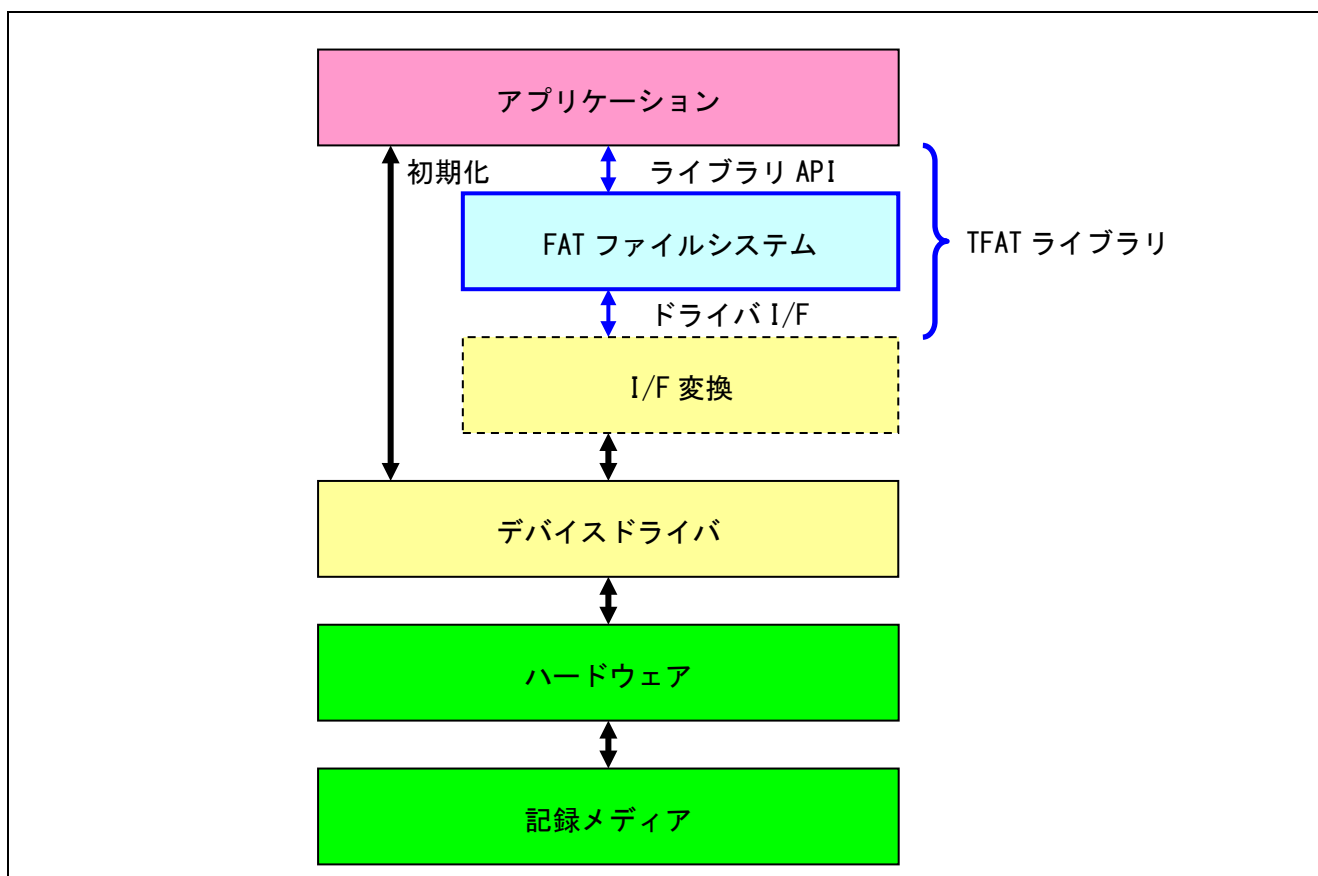 アプリケーション
初期化
ライブラリ API
FAT ファイルシステム
TFAT ライブラリ
ドライバ I/F
I/F 変換
デバイスドライバ
ハードウェア
記録メディア